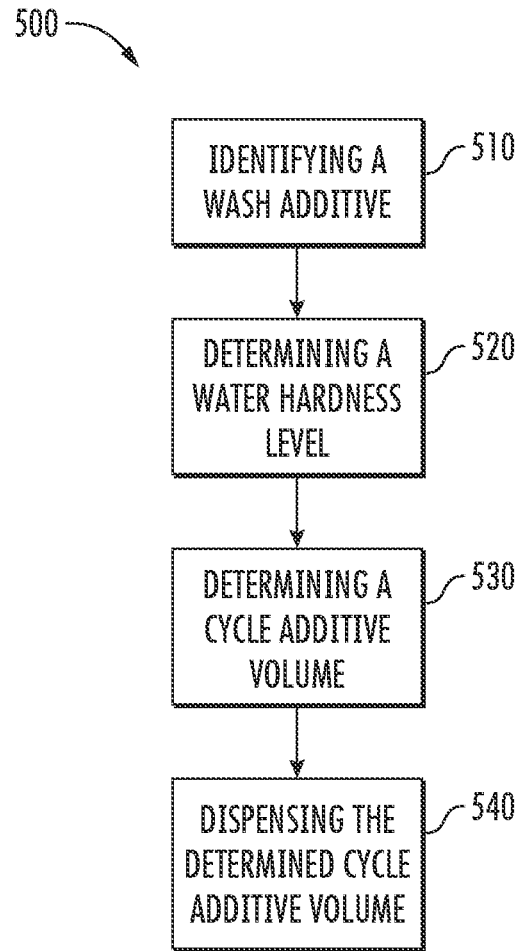 500
IDENTIFYING A
WASH ADDITIVE
510
DETERMINING A
WATER HARDNESS
LEVEL
520
DETERMINING A
CYCLE ADDITIVE
VOLUME
530
DISPENSING THE
DETERMINED CYCLE
ADDITIVE VOLUME
540